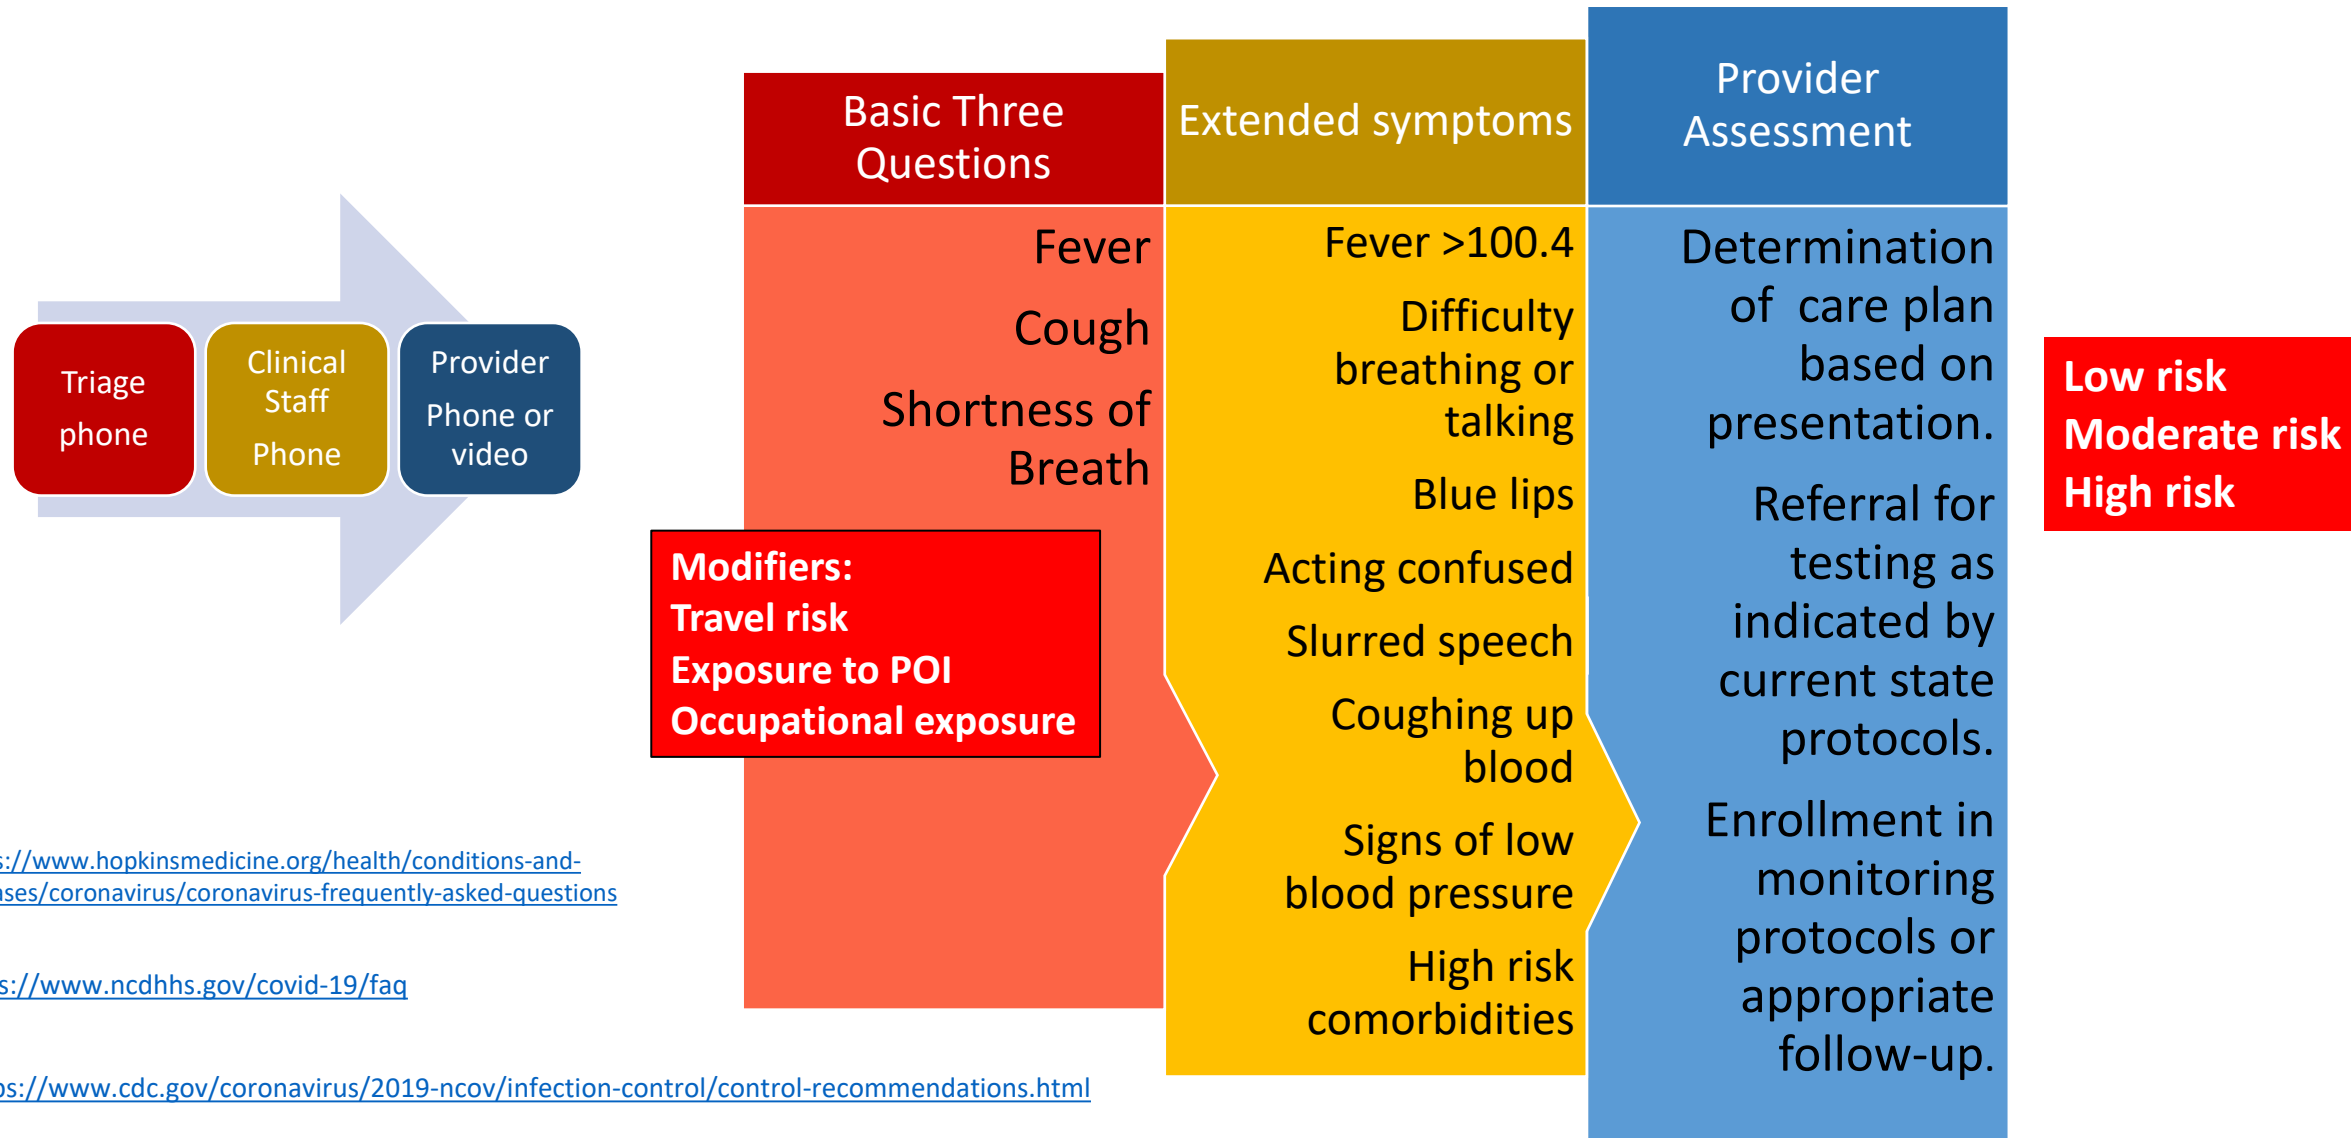 Triage
phone
Clinical
Staff
Phone
Provider
Phone or
video
Basic Three
Questions
Fever
Cough
Shortness of
Breath
Modifiers:
Travel risk
Exposure to POI
Occupational exposure
Extended symptoms
Fever >100.4
Difficulty
breathing or
talking
Blue lips
Acting confused
Slurred speech
Coughing up
blood
Signs of low
blood pressure
High risk
comorbidities
Provider
Assessment
Determination
of care plan
based on
presentation.
Referral for
testing as
indicated by
current state
protocols.
Enrollment in
monitoring
protocols or
appropriate
follow-up.
Low risk
Moderate risk
High risk
s://www.hopkinsmedicine.org/health/conditions-and-
ases/coronavirus/coronavirus-frequently-asked-questions
s://www.ncdhhs.gov/covid-19/faq
os://www.cdc.gov/coronavirus/2019-ncov/infection-control/control-recommendations.html